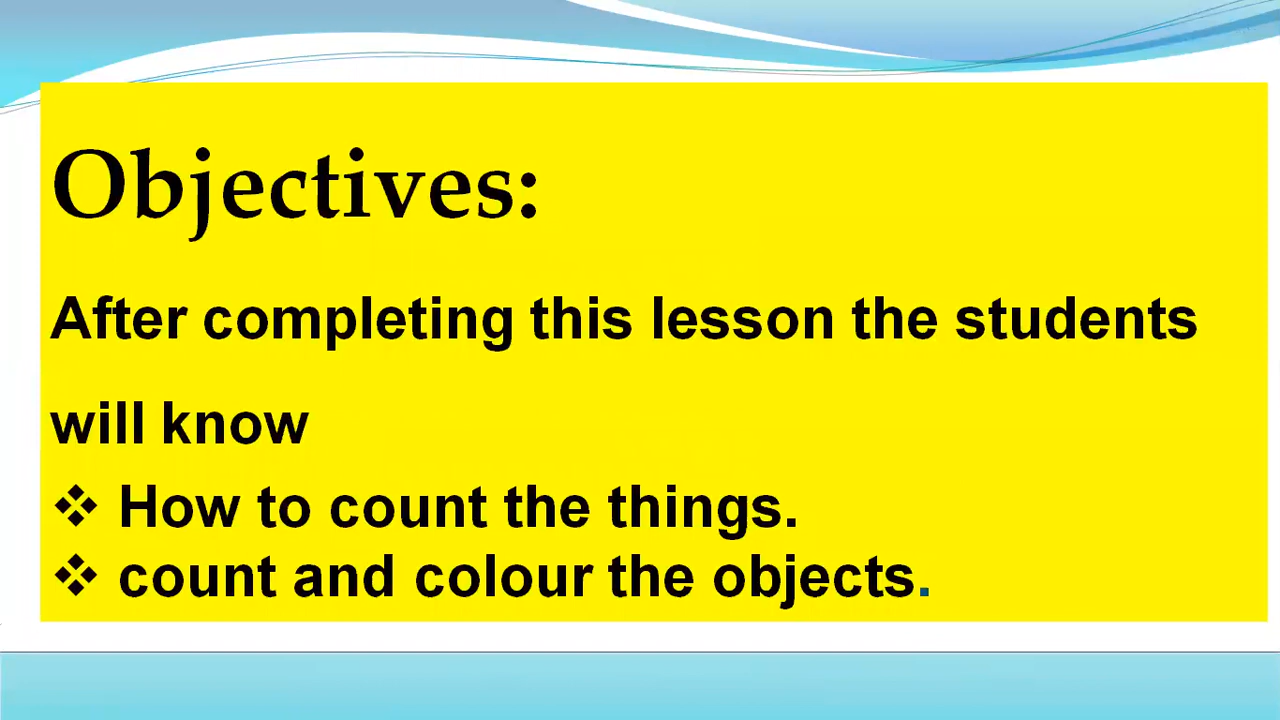 Objectives:
After completing this lesson the students
will know
❖ How to count the things.
❖ count and colour the objects.